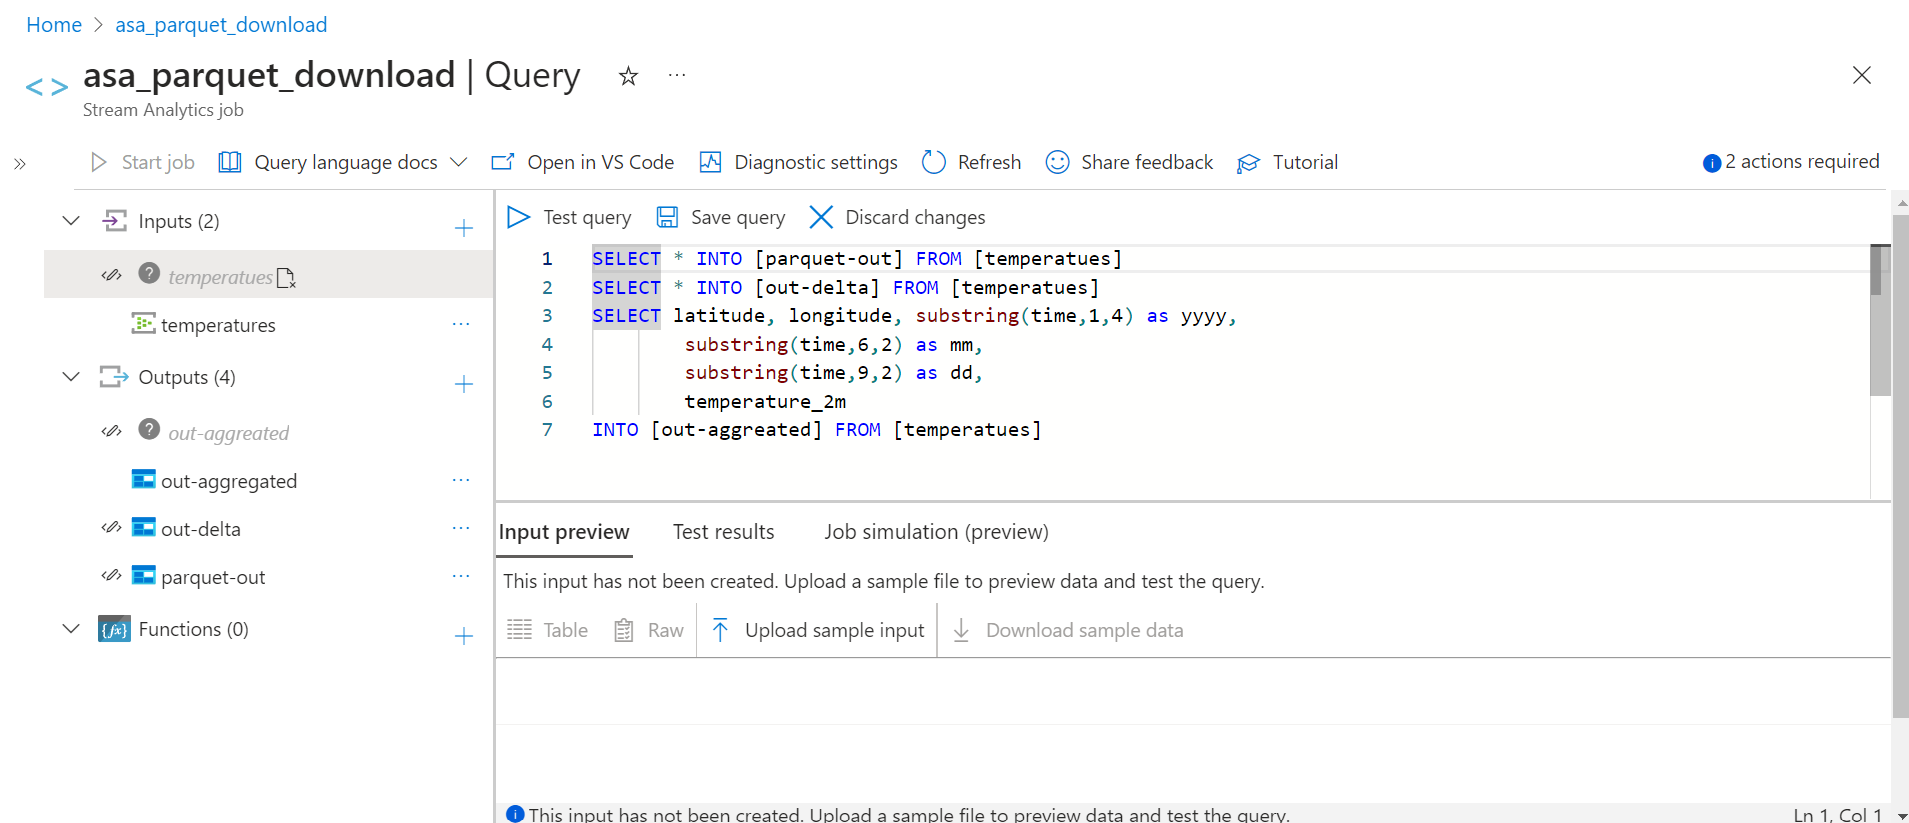 Home > asa_parquet_download
asa_parquet_download | Query ☆ ...
Stream Analytics job
» Start job Query language docs Open in VS Code Diagnostic settings Refresh Share feedback Tutorial 2 actions required
Inputs (2) +
temperatues
temperatures ...
Outputs (4) +
out-aggreated
out-aggregated ...
out-delta ...
parquet-out ...
{fx} Functions (0) +
Test query Save query Discard changes
1 SELECT * INTO [parquet-out] FROM [temperatues]
2 SELECT * INTO [out-delta] FROM [temperatues]
3 SELECT latitude, longitude, substring(time,1,4) as yyyy,
4 substring(time,6,2) as mm,
5 substring(time,9,2) as dd,
6 temperature_2m
7 INTO [out-aggreated] FROM [temperatues]
Input preview Test results Job simulation (preview)
This input has not been created. Upload a sample file to preview data and test the query.
Table Raw Upload sample input Download sample data
This input has not been created. Upload a sample file to preview data and test the query. Ln 1, Col 1